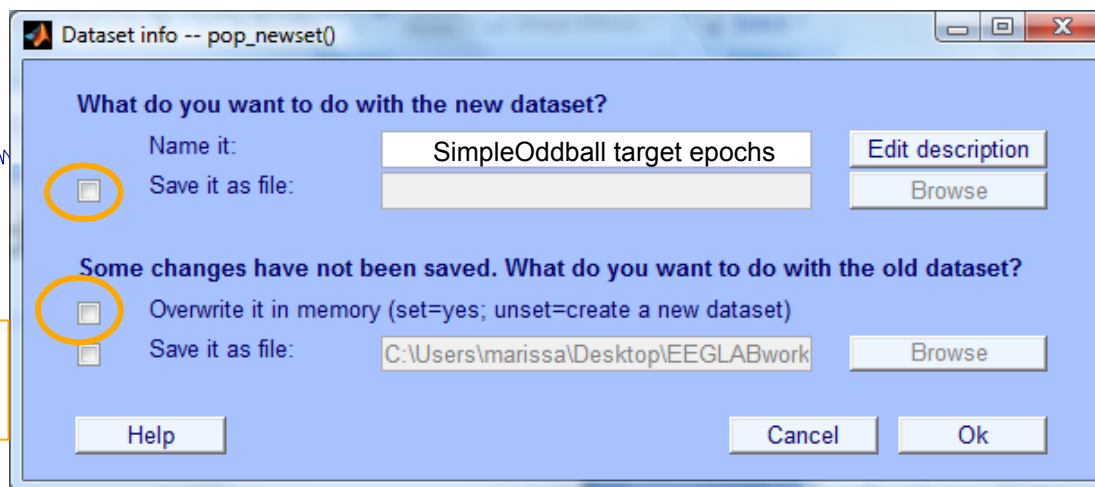 Dataset info -- pop_newset()
What do you want to do with the new dataset?
Name it: SimpleOddball target epochs Edit description
Save it as file: Browse
Some changes have not been saved. What do you want to do with the old dataset?
Overwrite it in memory (set=yes; unset=create a new dataset)
Save it as file: C:\Users\marissa\Desktop\EEGLABwork Browse
Help Cancel Ok